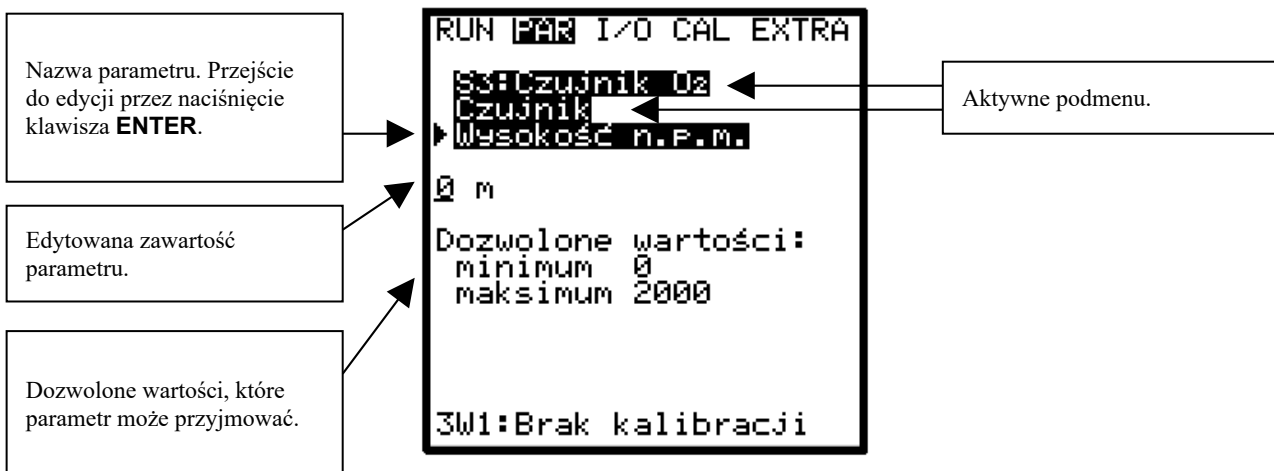 Nazwa parametru. Przejście
do edycji przez naciśnięcie
klawisza ENTER.
Edytowana zawartość
parametru.
Dozwolone wartości, które
parametr może przyjmować.
RUN PAR I/O CAL EXTRA
S3:Czujnik O₂
Czujnik
Wysokość n.p.m.
0 m
Dozwolone wartości:
minimum 0
maksimum 2000
3W1:Brak kalibracji
Aktywne podmenu.